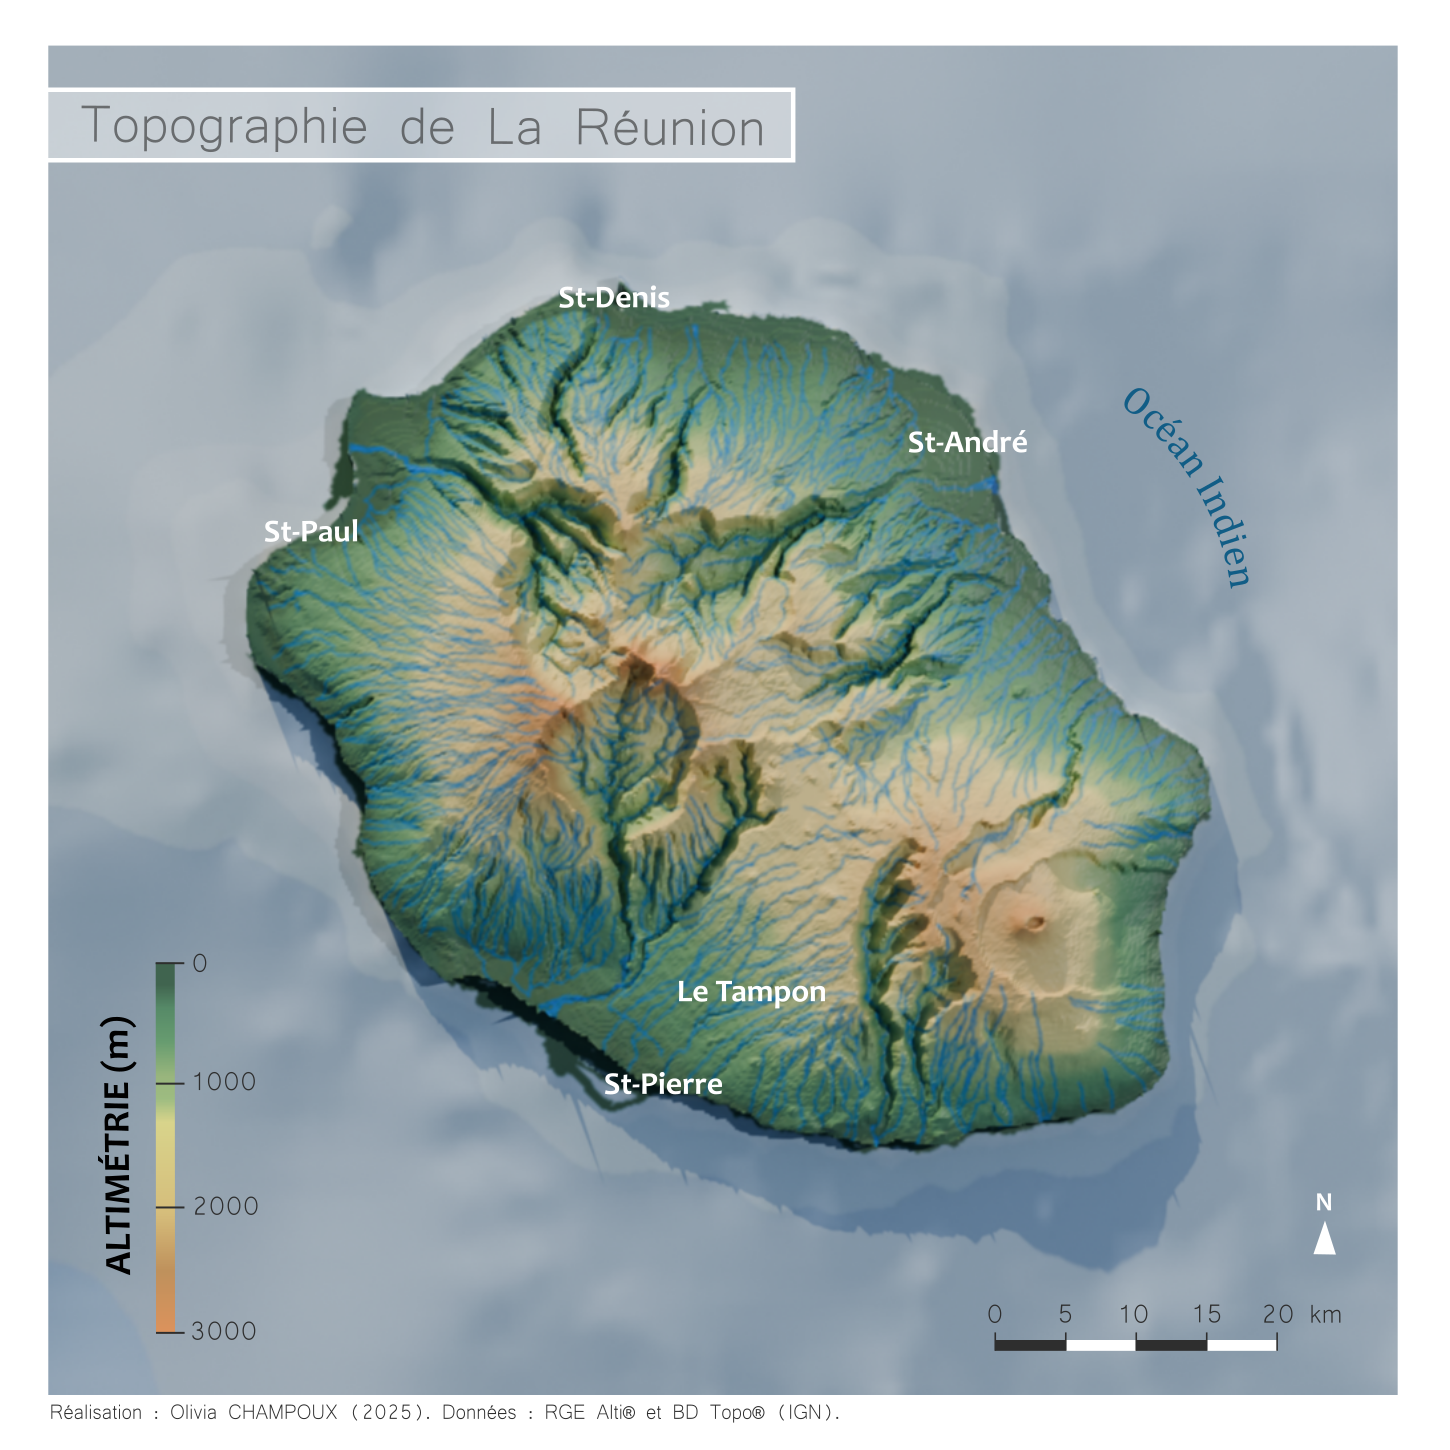 Topographie de La Réunion
St-Denis
Océan Indien
St-André
St-Paul
Le Tampon
St-Pierre
ALTIMÉTRIE (m)
0
1000
2000
3000
N
0 5 10 15 20 km
Réalisation : Olivia CHAMPOUX (2025). Données : RGE Alti® et BD Topo® (IGN).